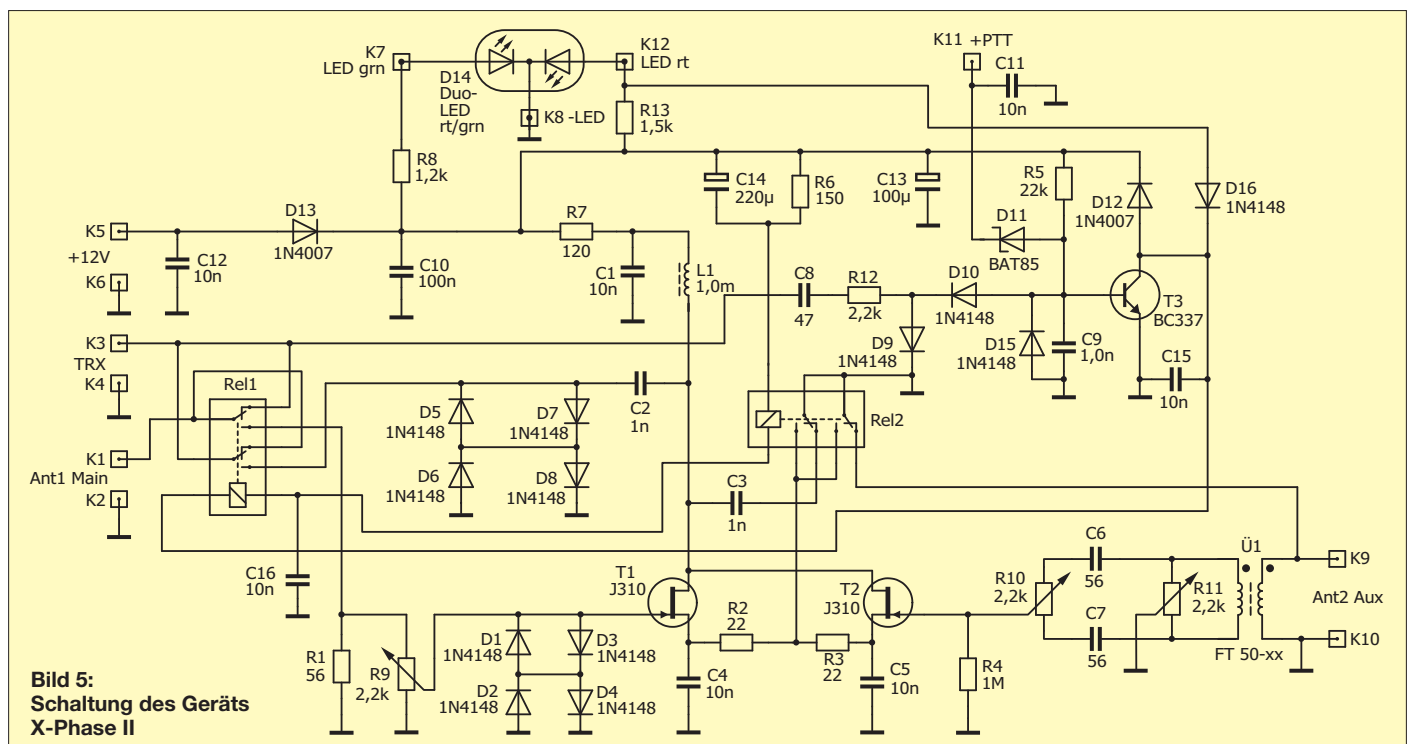 K7
LED grn
D14
Duo-
LED
rt/grn
K12
LED rt
K8 -LED
K11 +PTT
C11
10n
R13
1,5k
R8
1,2k
C14
220µ
R6
150
C13
100µ
R5
22k
D12
1N4007
D16
1N4148
D11
BAT85
K5
+12V
K6
C12
10n
D13
1N4007
C10
100n
R7
120
C1
10n
L1
1,0m
C8
47
R12
2,2k
D10
1N4148
T3
BC337
D9
1N4148
D15
1N4148
C9
1,0n
C15
10n
K3
TRX
K4
Rel1
K1
Ant1 Main
K2
D5
1N4148
D7
1N4148
C2
1n
D6
1N4148
D8
1N4148
Rel2
C3
1n
C16
10n
T1
J310
T2
J310
R10
2,2k
C6
56
C7
56
R11
2,2k
Ü1
FT 50-xx
K9
Ant2 Aux
K10
R1
56
R9
2,2k
D1
1N4148
D3
1N4148
D2
1N4148
D4
1N4148
R2
22
R3
22
C4
10n
C5
10n
R4
1M
Bild 5:
Schaltung des Geräts
X-Phase II